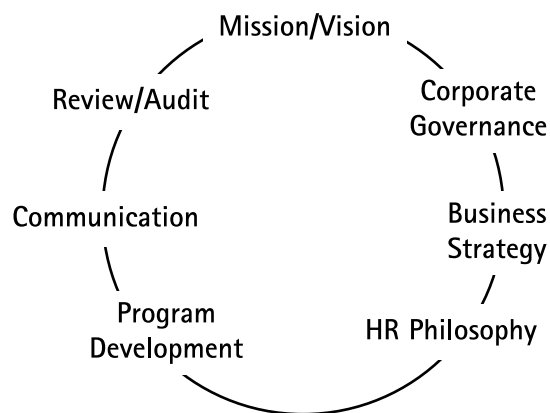 Mission/Vision
Corporate
Governance
Business
Strategy
HR Philosophy
Program
Development
Communication
Review/Audit